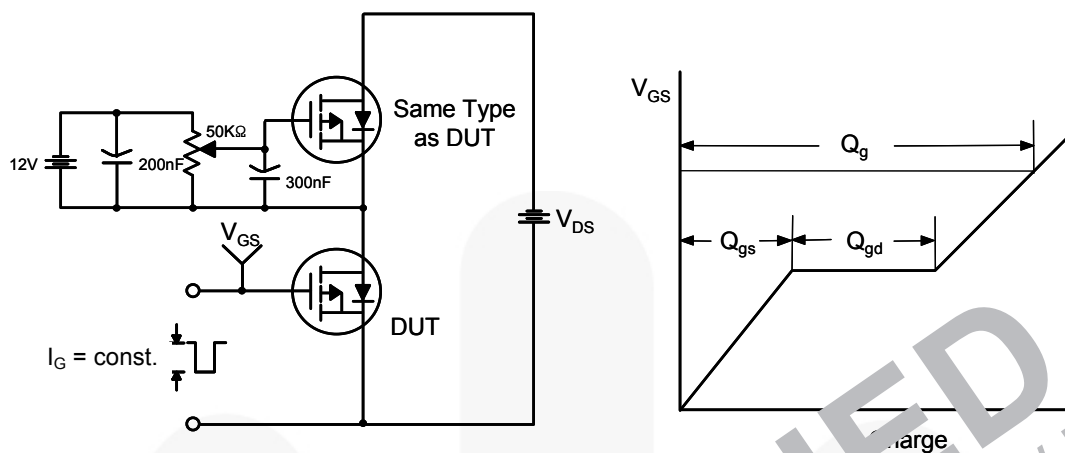 Same Type
as DUT
50KΩ
12V
200nF
300nF
V_GS
V_DS
DUT
I_G = const.
V_GS
Q_g
Q_gs
Q_gd